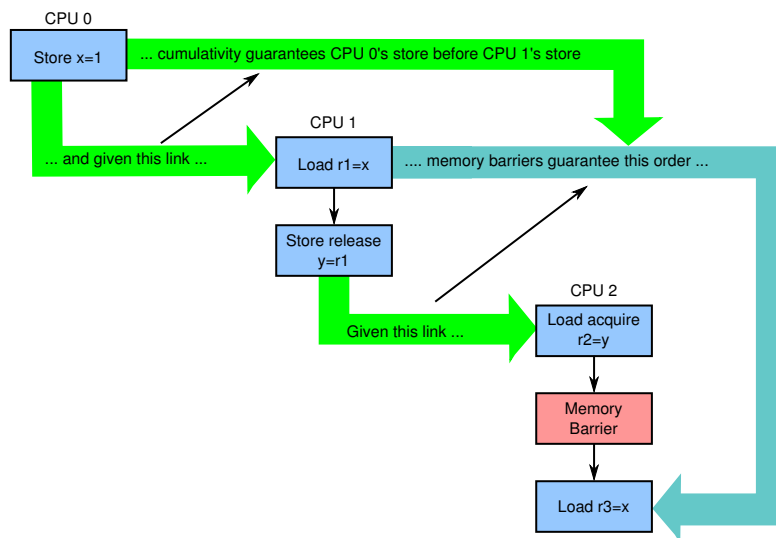 CPU 0
Store x=1
... cumulativity guarantees CPU 0's store before CPU 1's store
CPU 1
... and given this link ...
Load r1=x
.... memory barriers guarantee this order ...
Store release
y=r1
CPU 2
Given this link ...
Load acquire
r2=y
Memory
Barrier
Load r3=x